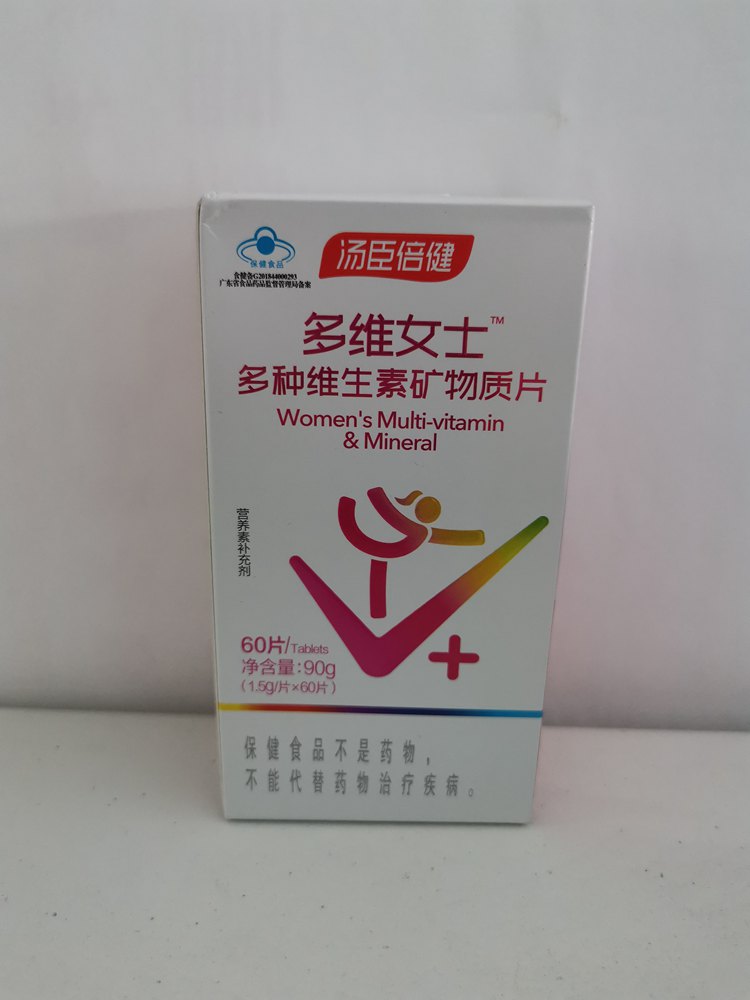 保健食品
食健备G201844000293
广东省食品药品监督管理局备案
汤臣倍健
多维女士™
多种维生素矿物质片
Women's Multi-vitamin
& Mineral
营养素补充剂
60片/Tablets
净含量:90g
(1.5g/片×60片)
保健食品不是药物,
不能代替药物治疗疾病。